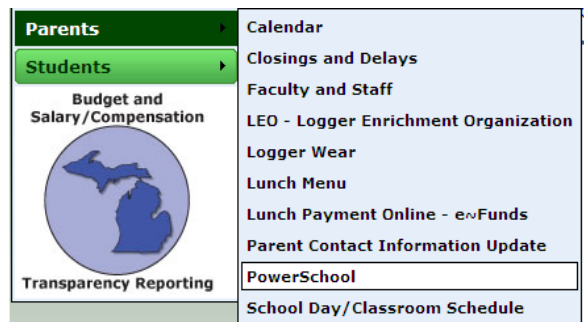 Parents
Students
Budget and
Salary/Compensation
Transparency Reporting
Calendar
Closings and Delays
Faculty and Staff
LEO - Logger Enrichment Organization
Logger Wear
Lunch Menu
Lunch Payment Online - e~Funds
Parent Contact Information Update
PowerSchool
School Day/Classroom Schedule